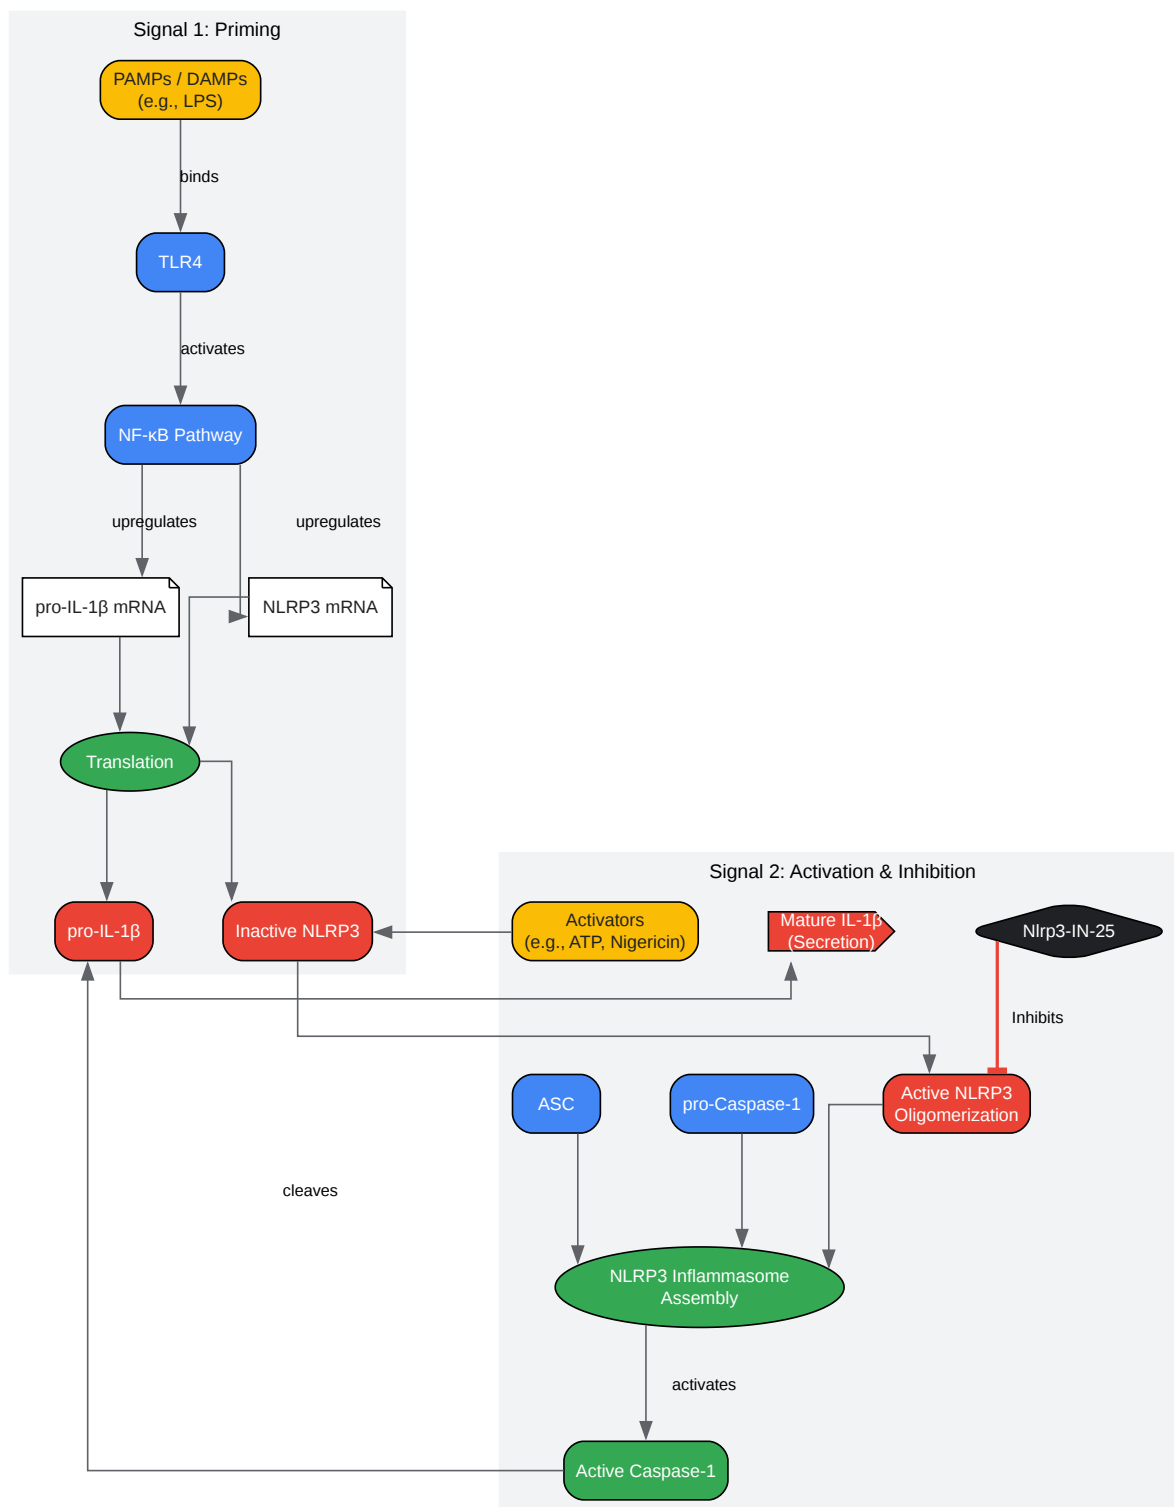 Signal 1: Priming
PAMPs / DAMPs
(e.g., LPS)
binds
TLR4
activates
NF-κB Pathway
upregulates
upregulates
pro-IL-1β mRNA
NLRP3 mRNA
Translation
pro-IL-1β
Inactive NLRP3
Signal 2: Activation & Inhibition
Activators
(e.g., ATP, Nigericin)
Mature IL-1β
(Secretion)
Nlrp3-IN-25
Inhibits
ASC
pro-Caspase-1
Active NLRP3
Oligomerization
cleaves
NLRP3 Inflammasome
Assembly
activates
Active Caspase-1